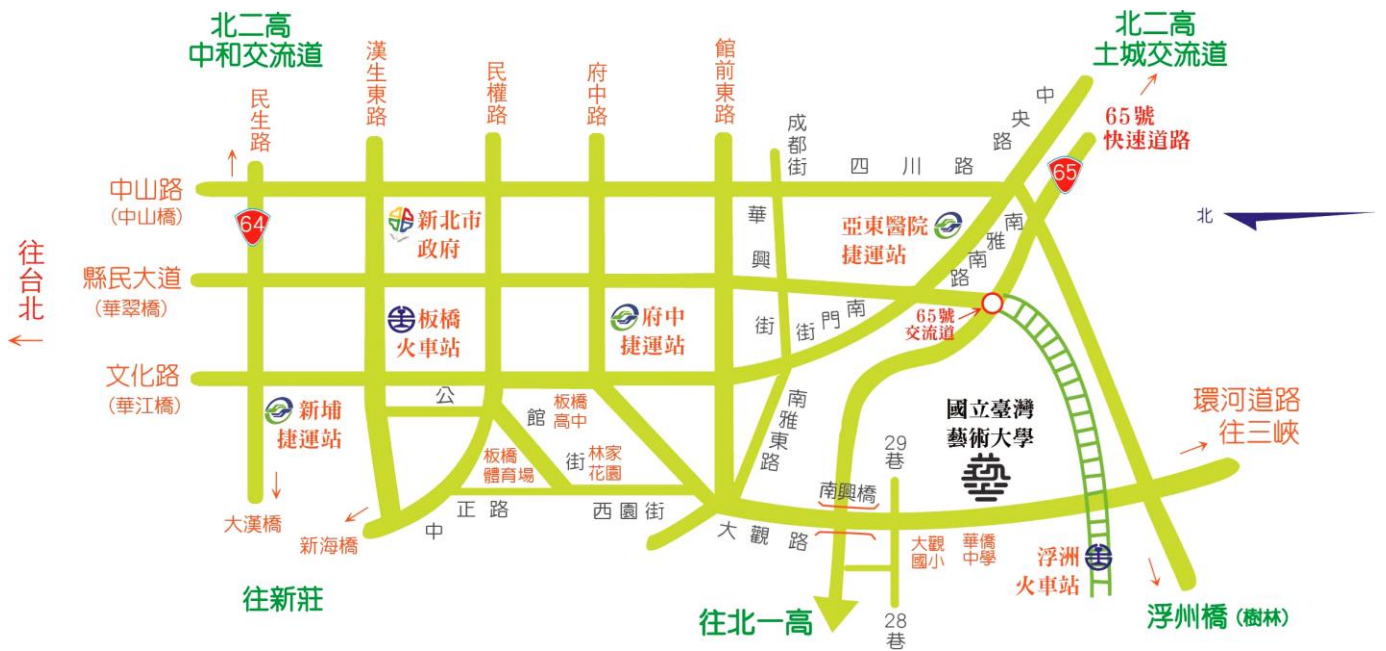 北二高
中和交流道
北二高
土城交流道
民生路
漢生東路
民權路
府中路
館前東路
成都街
四川路
中央路
65號
快速道路
65
中山路
(中山橋)
64
新北市
政府
華興街
亞東醫院
捷運站
南雅南路
北
往台北
縣民大道
(華翠橋)
板橋
火車站
府中
捷運站
南門街
65號
交流道
文化路
(華江橋)
新埔
捷運站
公館街
板橋
高中
南雅東路
國立臺灣
藝術大學
環河道路
往三峽
板橋
體育場
林家
花園
29巷
南興橋
大漢橋
新海橋
中正路
西園街
大觀路
大觀
國小
華僑
中學
浮洲
火車站
往新莊
往北一高
28巷
浮州橋 (樹林)